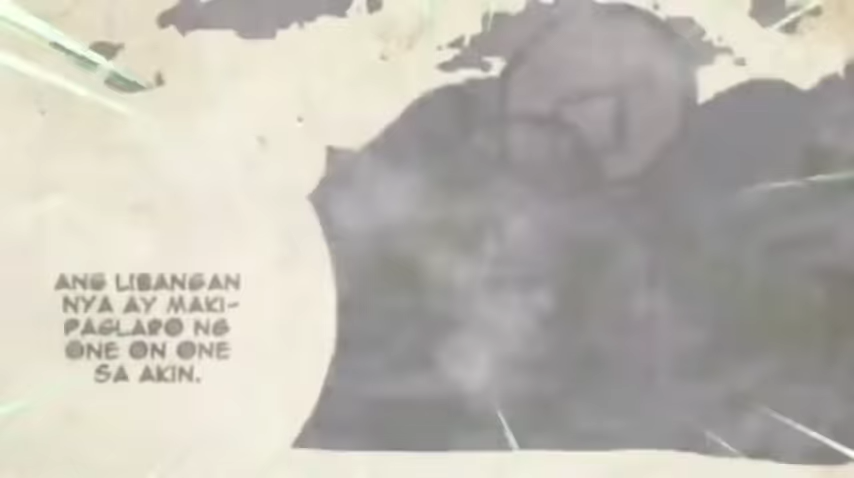 ANG LIBANGAN
NYA AY MAKI-
PAGLARO NG
ONE ON ONE
SA AKIN.